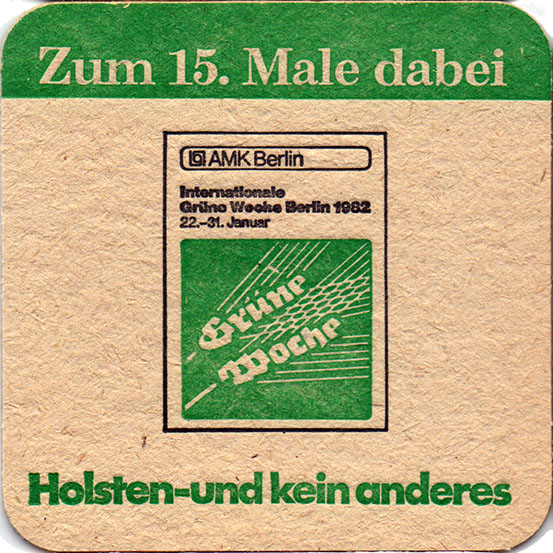 Zum 15. Male dabei
AMK Berlin
Internationale
Grüne Woche Berlin 1982
22.–31. Januar
Grüne
Woche
Holsten-und kein anderes